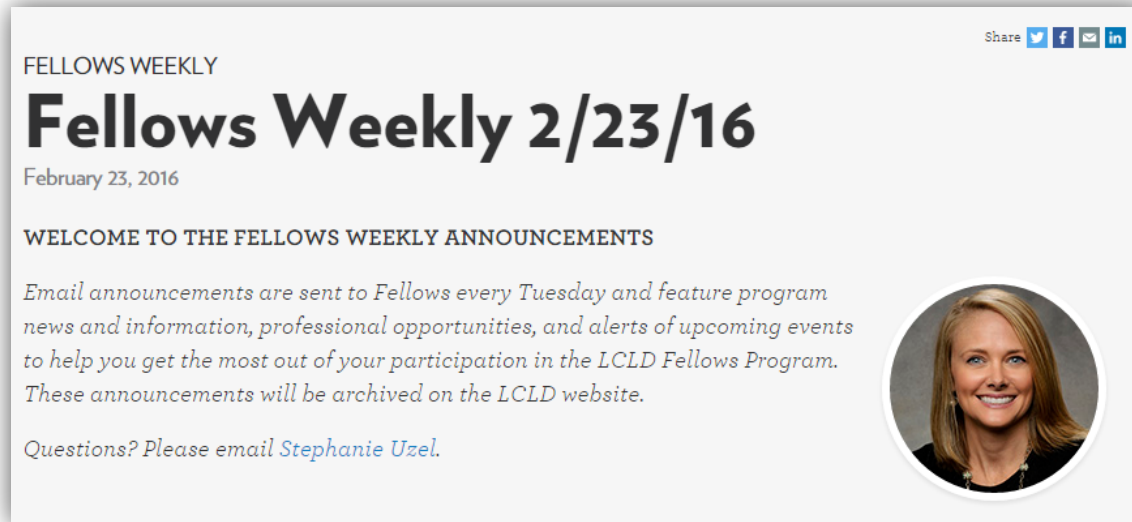 Share
FELLOWS WEEKLY
Fellows Weekly 2/23/16
February 23, 2016
WELCOME TO THE FELLOWS WEEKLY ANNOUNCEMENTS
Email announcements are sent to Fellows every Tuesday and feature program
news and information, professional opportunities, and alerts of upcoming events
to help you get the most out of your participation in the LCLD Fellows Program.
These announcements will be archived on the LCLD website.
Questions? Please email Stephanie Uzel.